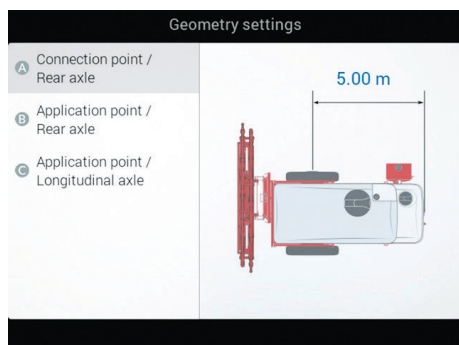 Geometry settings
A Connection point /
Rear axle
B Application point /
Rear axle
C Application point /
Longitudinal axle
5.00 m